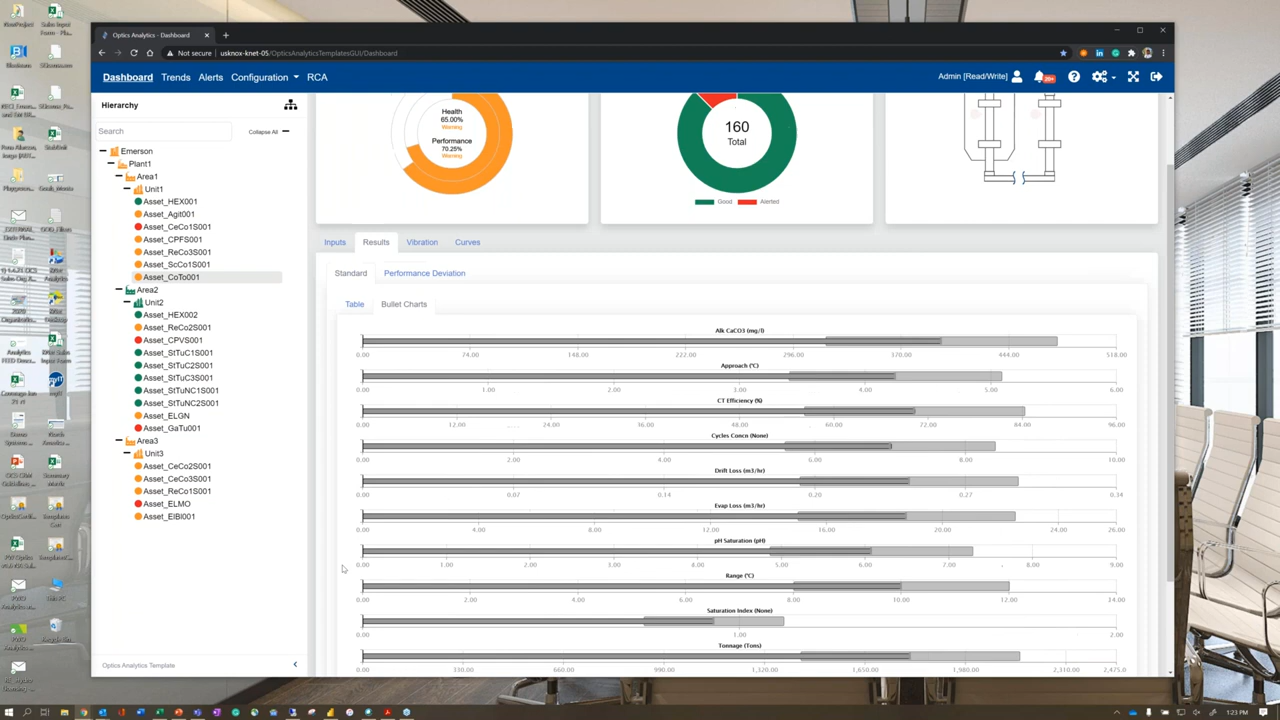 Optics Analytics - Dashboard
Not secure
usknox-knet-05/OpticsAnalyticsTemplatesGUI/Dashboard
Dashboard Trends Alerts Configuration RCA
Admin [Read/Write]
Hierarchy
Search
Collapse All
Emerson
Plant1
Area1
Unit1
Asset_HEX001
Asset_Agit001
Asset_CeCo1S001
Asset_CPFS001
Asset_ReCo3S001
Asset_ScCo1S001
Asset_CoTo001
Area2
Unit2
Asset_HEX002
Asset_ReCo2S001
Asset_CPVS001
Asset_StTuC1S001
Asset_StTuC2S001
Asset_StTuC3S001
Asset_StTuNC1S001
Asset_StTuNC2S001
Asset_ELGN
Asset_GaTu001
Area3
Unit3
Asset_CeCo2S001
Asset_CeCo3S001
Asset_ReCo1S001
Asset_ELMO
Asset_ElBl001
Optics Analytics Template
Health
65.00%
Warning
Performance
70.25%
Warning
160
Total
Good Alerted
Inputs Results Vibration Curves
Standard Performance Deviation
Table Bullet Charts
Alk CaCO3 (mg/l)
0.00 74.00 148.00 222.00 296.00 370.00 444.00 518.00
Approach (°C)
0.00 1.00 2.00 3.00 4.00 5.00 6.00
CT Efficiency (%)
0.00 12.00 24.00 36.00 48.00 60.00 72.00 84.00 96.00
Cycles Concn (None)
0.00 2.00 4.00 6.00 8.00 10.00
Drift Loss (m3/hr)
0.00 0.07 0.14 0.20 0.27 0.34
Evap Loss (m3/hr)
0.00 4.00 8.00 12.00 16.00 20.00 24.00 26.00
pH Saturation (pH)
0.00 1.00 2.00 3.00 4.00 5.00 6.00 7.00 8.00 9.00
Range (°C)
0.00 2.00 4.00 6.00 8.00 10.00 12.00 14.00
Saturation Index (None)
0.00 1.00 2.00
Tonnage (Tons)
0.00 330.00 660.00 990.00 1,320.00 1,650.00 1,980.00 2,310.00 2,475.0
1:23 PM